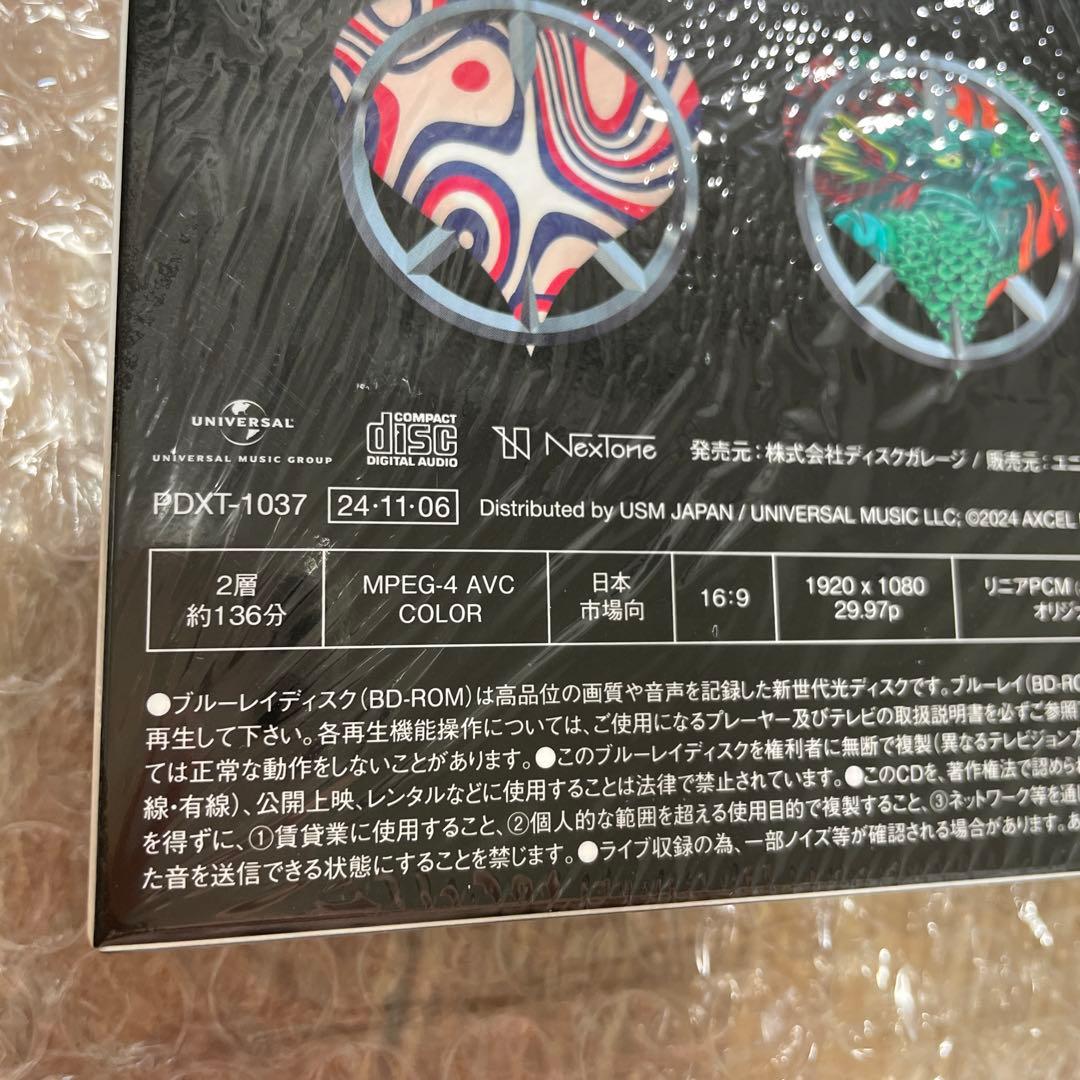 UNIVERSAL
UNIVERSAL MUSIC GROUP
COMPACT
disc
DIGITAL AUDIO
NexTone
発売元:株式会社ディスクガレージ / 販売元:ユニ
PDXT-1037
24·11·06
Distributed by USM JAPAN / UNIVERSAL MUSIC LLC; ©2024 AXCEL
2層
約136分
MPEG-4 AVC
COLOR
日本
市場向
16:9
1920 x 1080
29.97p
リニアPCM
オリジ
●ブルーレイディスク(BD-ROM)は高品位の画質や音声を記録した新世代光ディスクです。ブルーレイ(BD-RO
再生して下さい。各再生機能操作については、ご使用になるプレーヤー及びテレビの取扱説明書を必ずご参照
ては正常な動作をしないことがあります。●このブルーレイディスクを権利者に無断で複製(異なるテレビジョン方
線・有線)、公開上映、レンタルなどに使用することは法律で禁止されています。●このCDを、著作権法で認めら
を得ずに、①賃貸業に使用すること、②個人的な範囲を超える使用目的で複製すること、③ネットワーク等を通
た音を送信できる状態にすることを禁じます。●ライブ収録の為、一部ノイズ等が確認される場合があります。あ